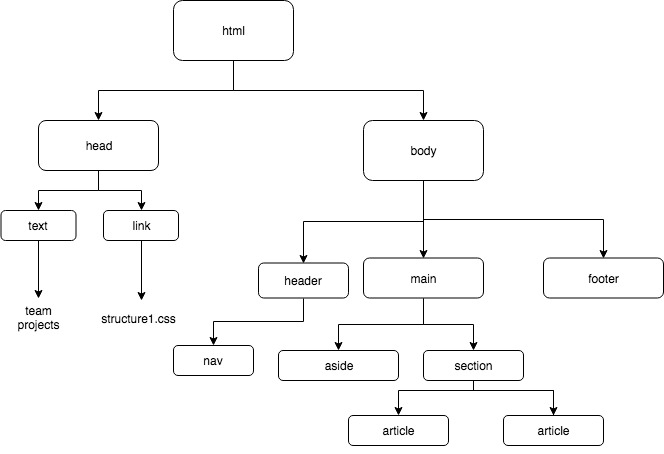 html
head
body
text
link
header
main
footer
team
projects
structure1.css
nav
aside
section
article
article